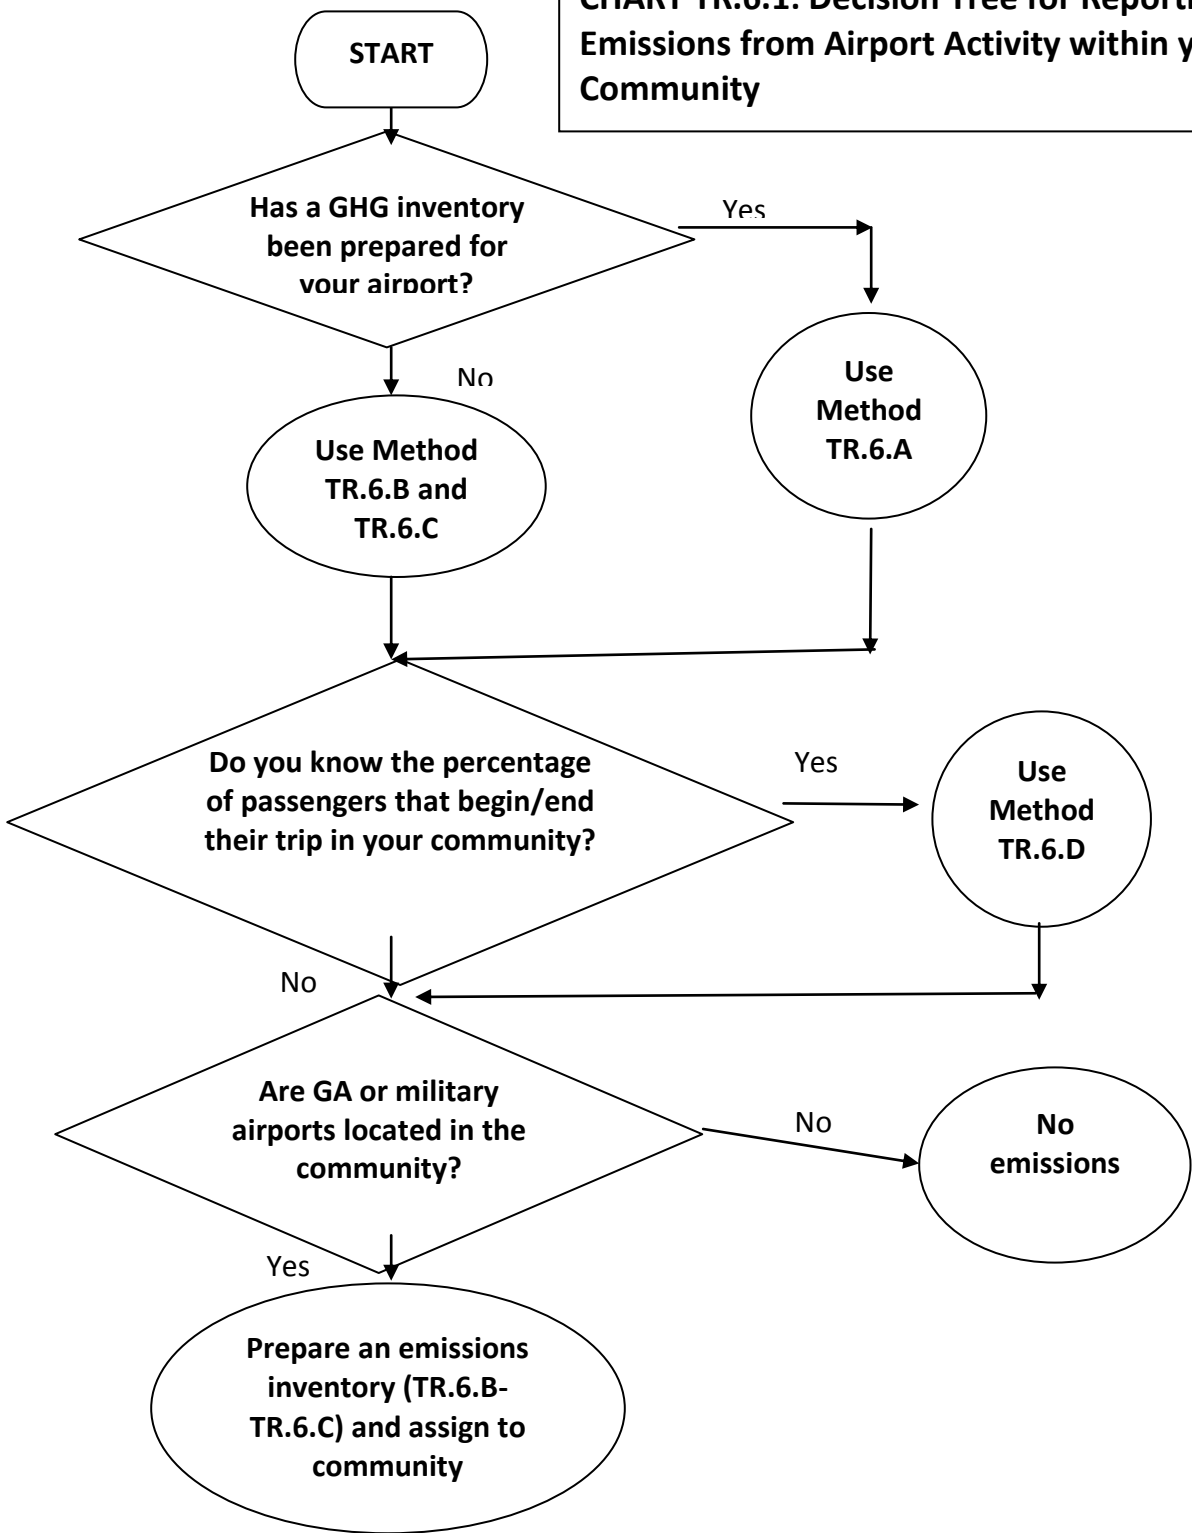 CHART TR.6.1: Decision Tree for Reporti
Emissions from Airport Activity within y
Community
START
Has a GHG inventory
been prepared for
your airport?
Yes
No
Use
Method
TR.6.A
Use Method
TR.6.B and
TR.6.C
Do you know the percentage
of passengers that begin/end
their trip in your community?
Yes
Use
Method
TR.6.D
No
Are GA or military
airports located in the
community?
No
No
emissions
Yes
Prepare an emissions
inventory (TR.6.B-
TR.6.C) and assign to
community